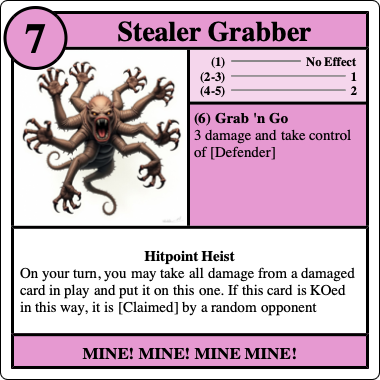 7
Stealer Grabber
(1) No Effect
(2-3) 1
(4-5) 2
(6) Grab 'n Go
3 damage and take control
of [Defender]
Hitpoint Heist
On your turn, you may take all damage from a damaged
card in play and put it on this one. If this card is KOed
in this way, it is [Claimed] by a random opponent
MINE! MINE! MINE MINE!